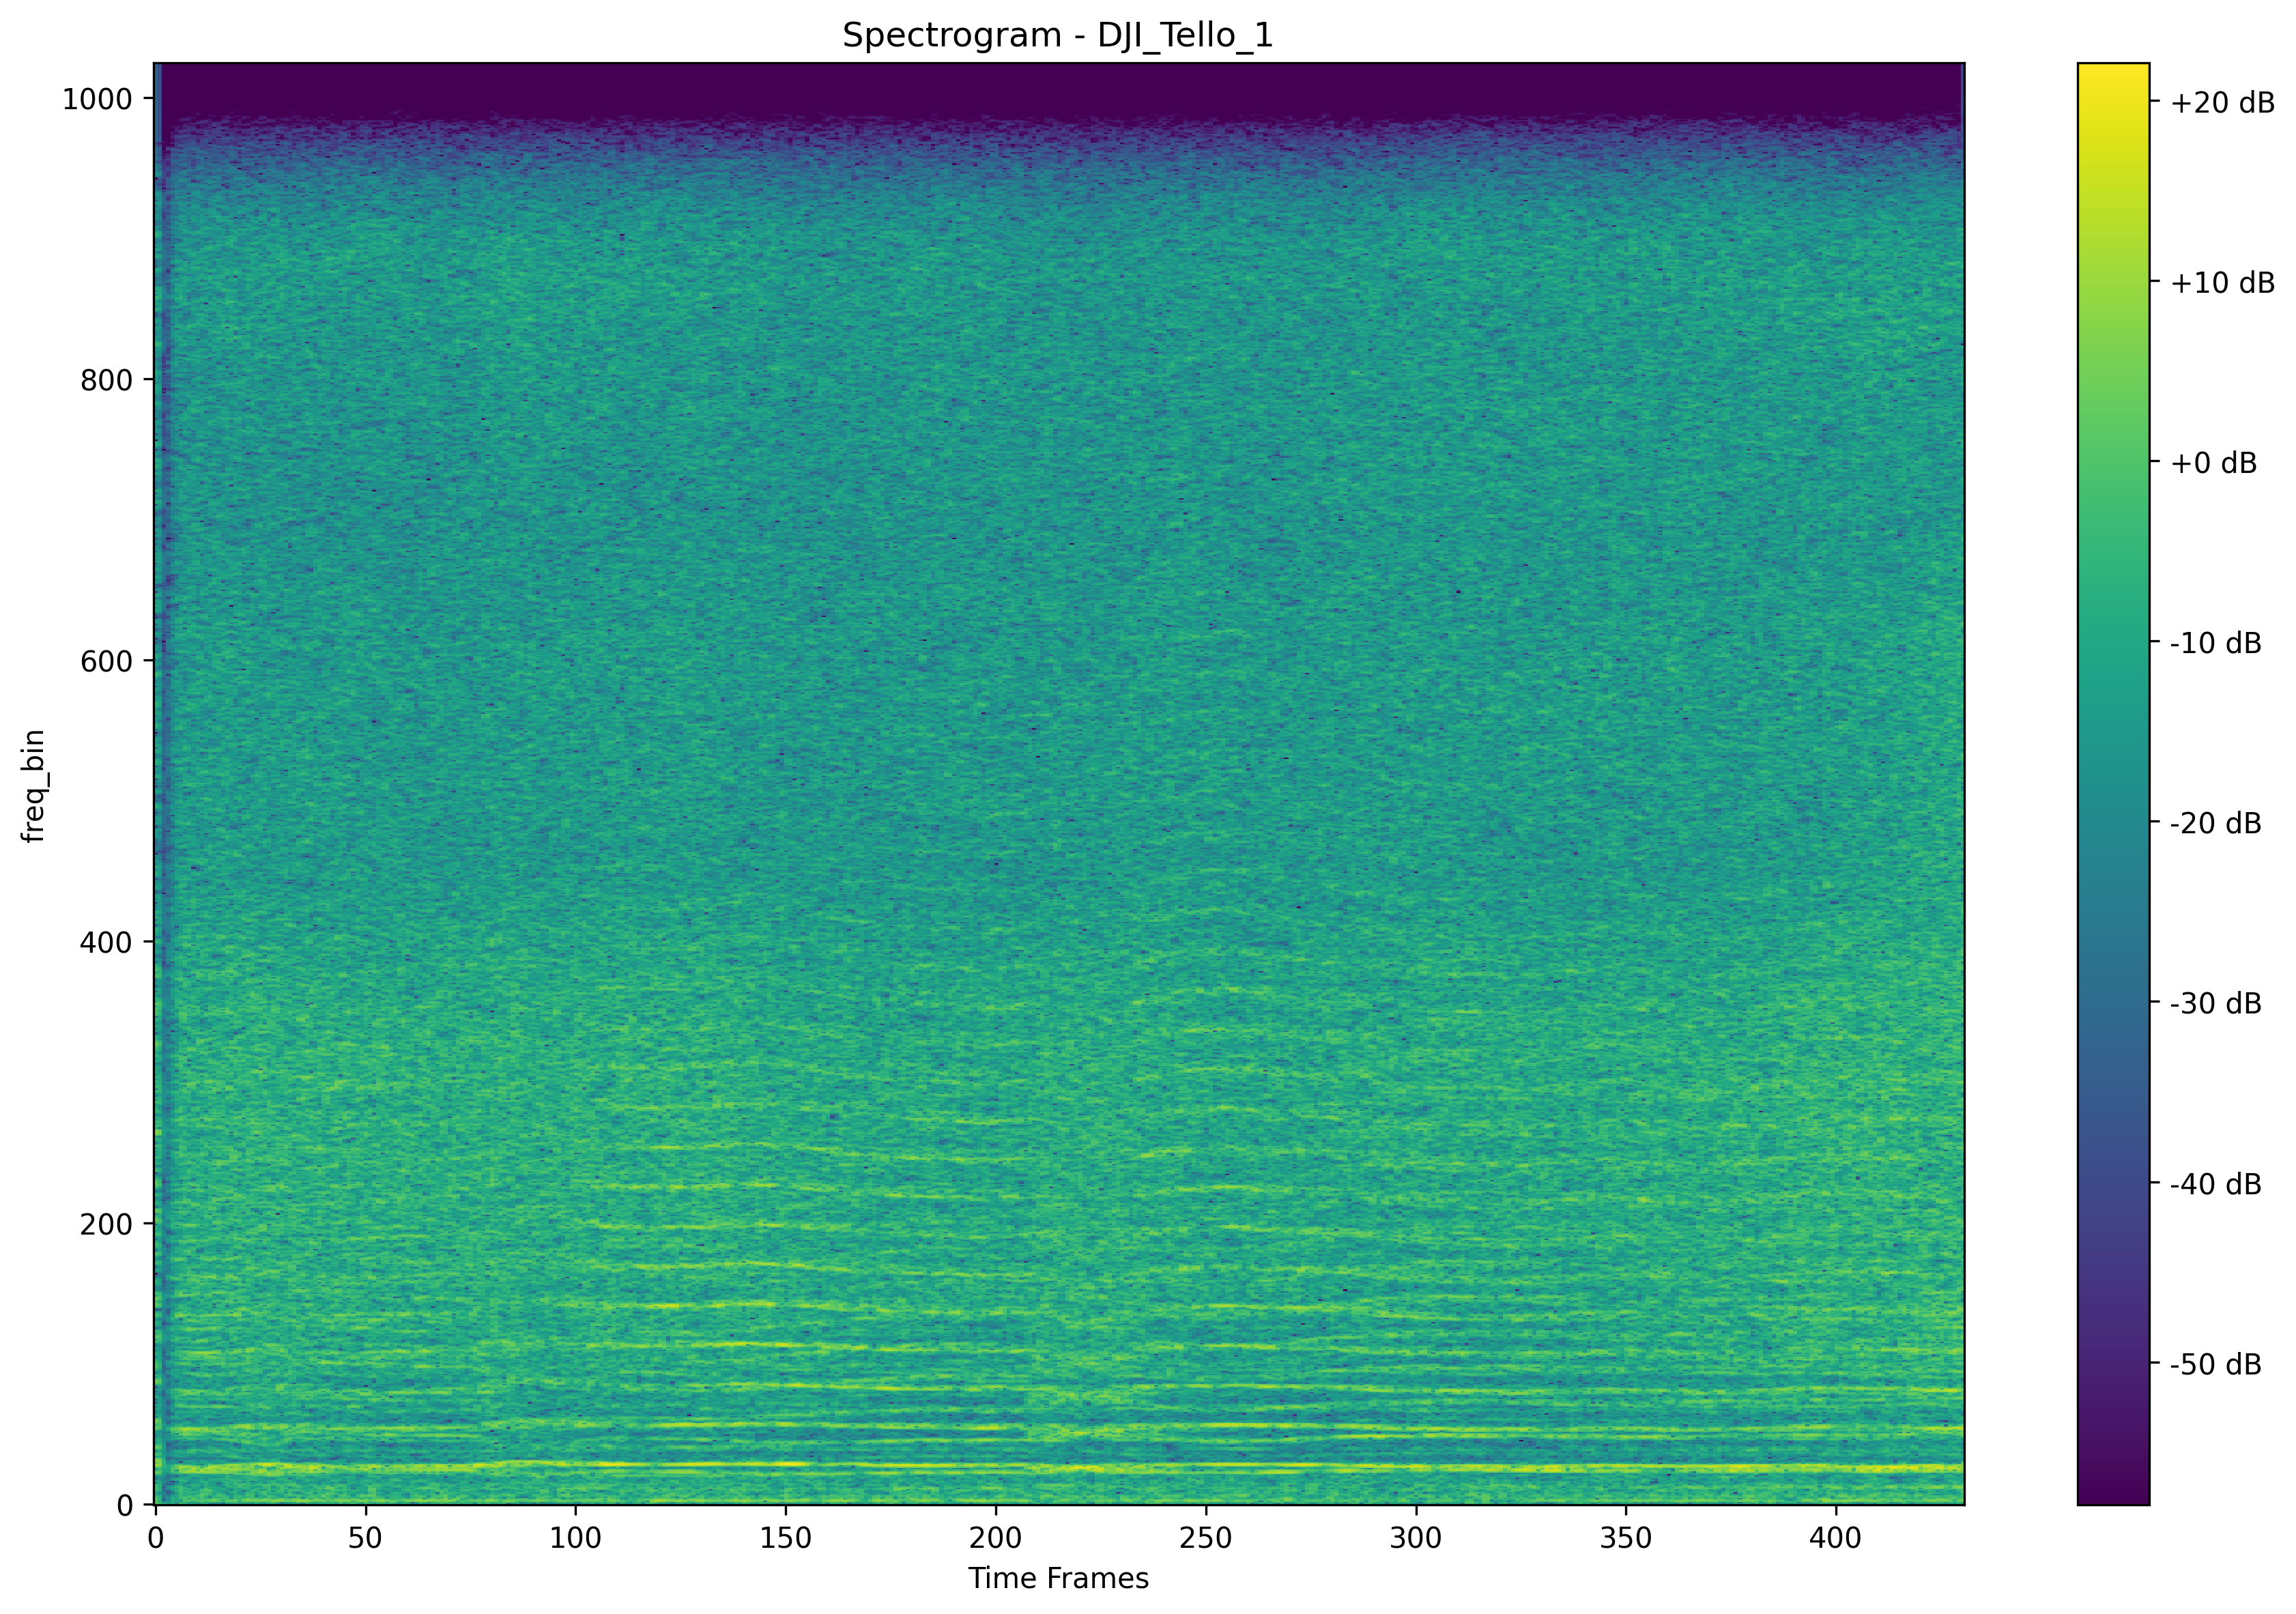 Spectrogram - DJI_Tello_1
freq_bin
1000
800
600
400
200
0
0 50 100 150 200 250 300 350 400
Time Frames
+20 dB
+10 dB
+0 dB
-10 dB
-20 dB
-30 dB
-40 dB
-50 dB